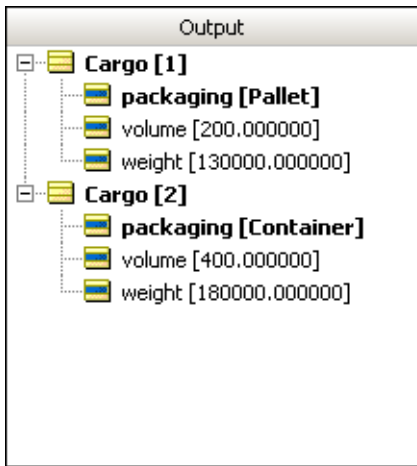 Output
Cargo [1]
packaging [Pallet]
volume [200.000000]
weight [130000.000000]
Cargo [2]
packaging [Container]
volume [400.000000]
weight [180000.000000]